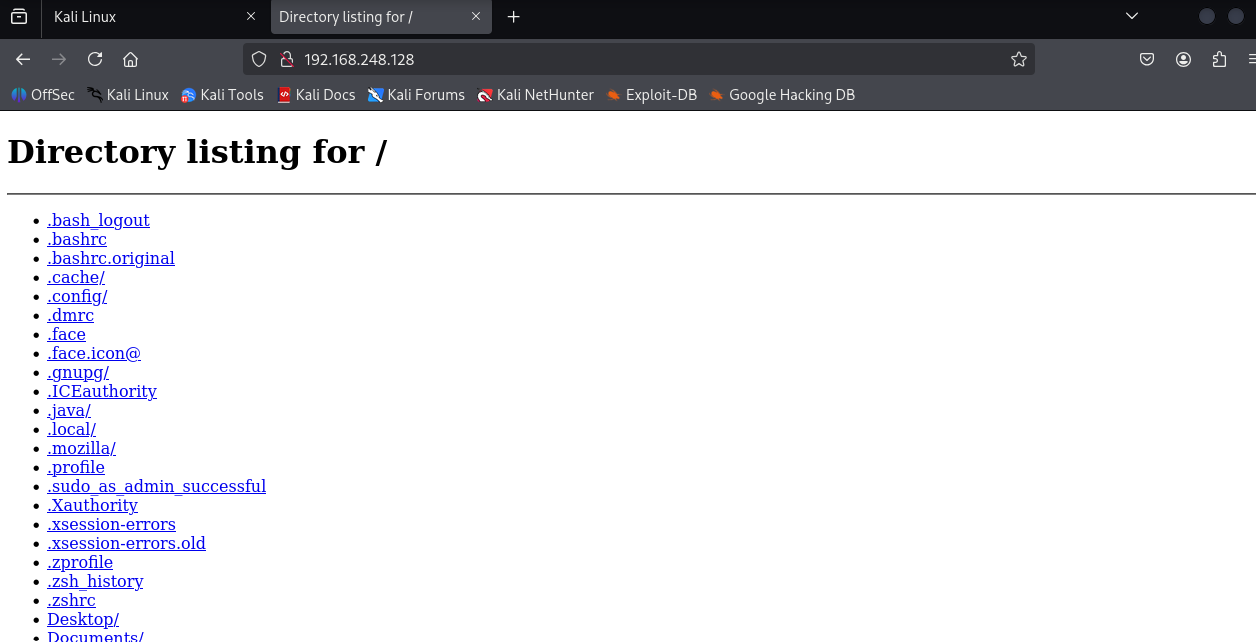 Kali Linux
Directory listing for /
192.168.248.128
OffSec Kali Linux Kali Tools Kali Docs Kali Forums Kali NetHunter Exploit-DB Google Hacking DB
Directory listing for /
.bash_logout
.bashrc
.bashrc.original
.cache/
.config/
.dmrc
.face
.face.icon@
.gnupg/
.ICEauthority
.java/
.local/
.mozilla/
.profile
.sudo_as_admin_successful
.Xauthority
.xsession-errors
.xsession-errors.old
.zprofile
.zsh_history
.zshrc
Desktop/
Documents/